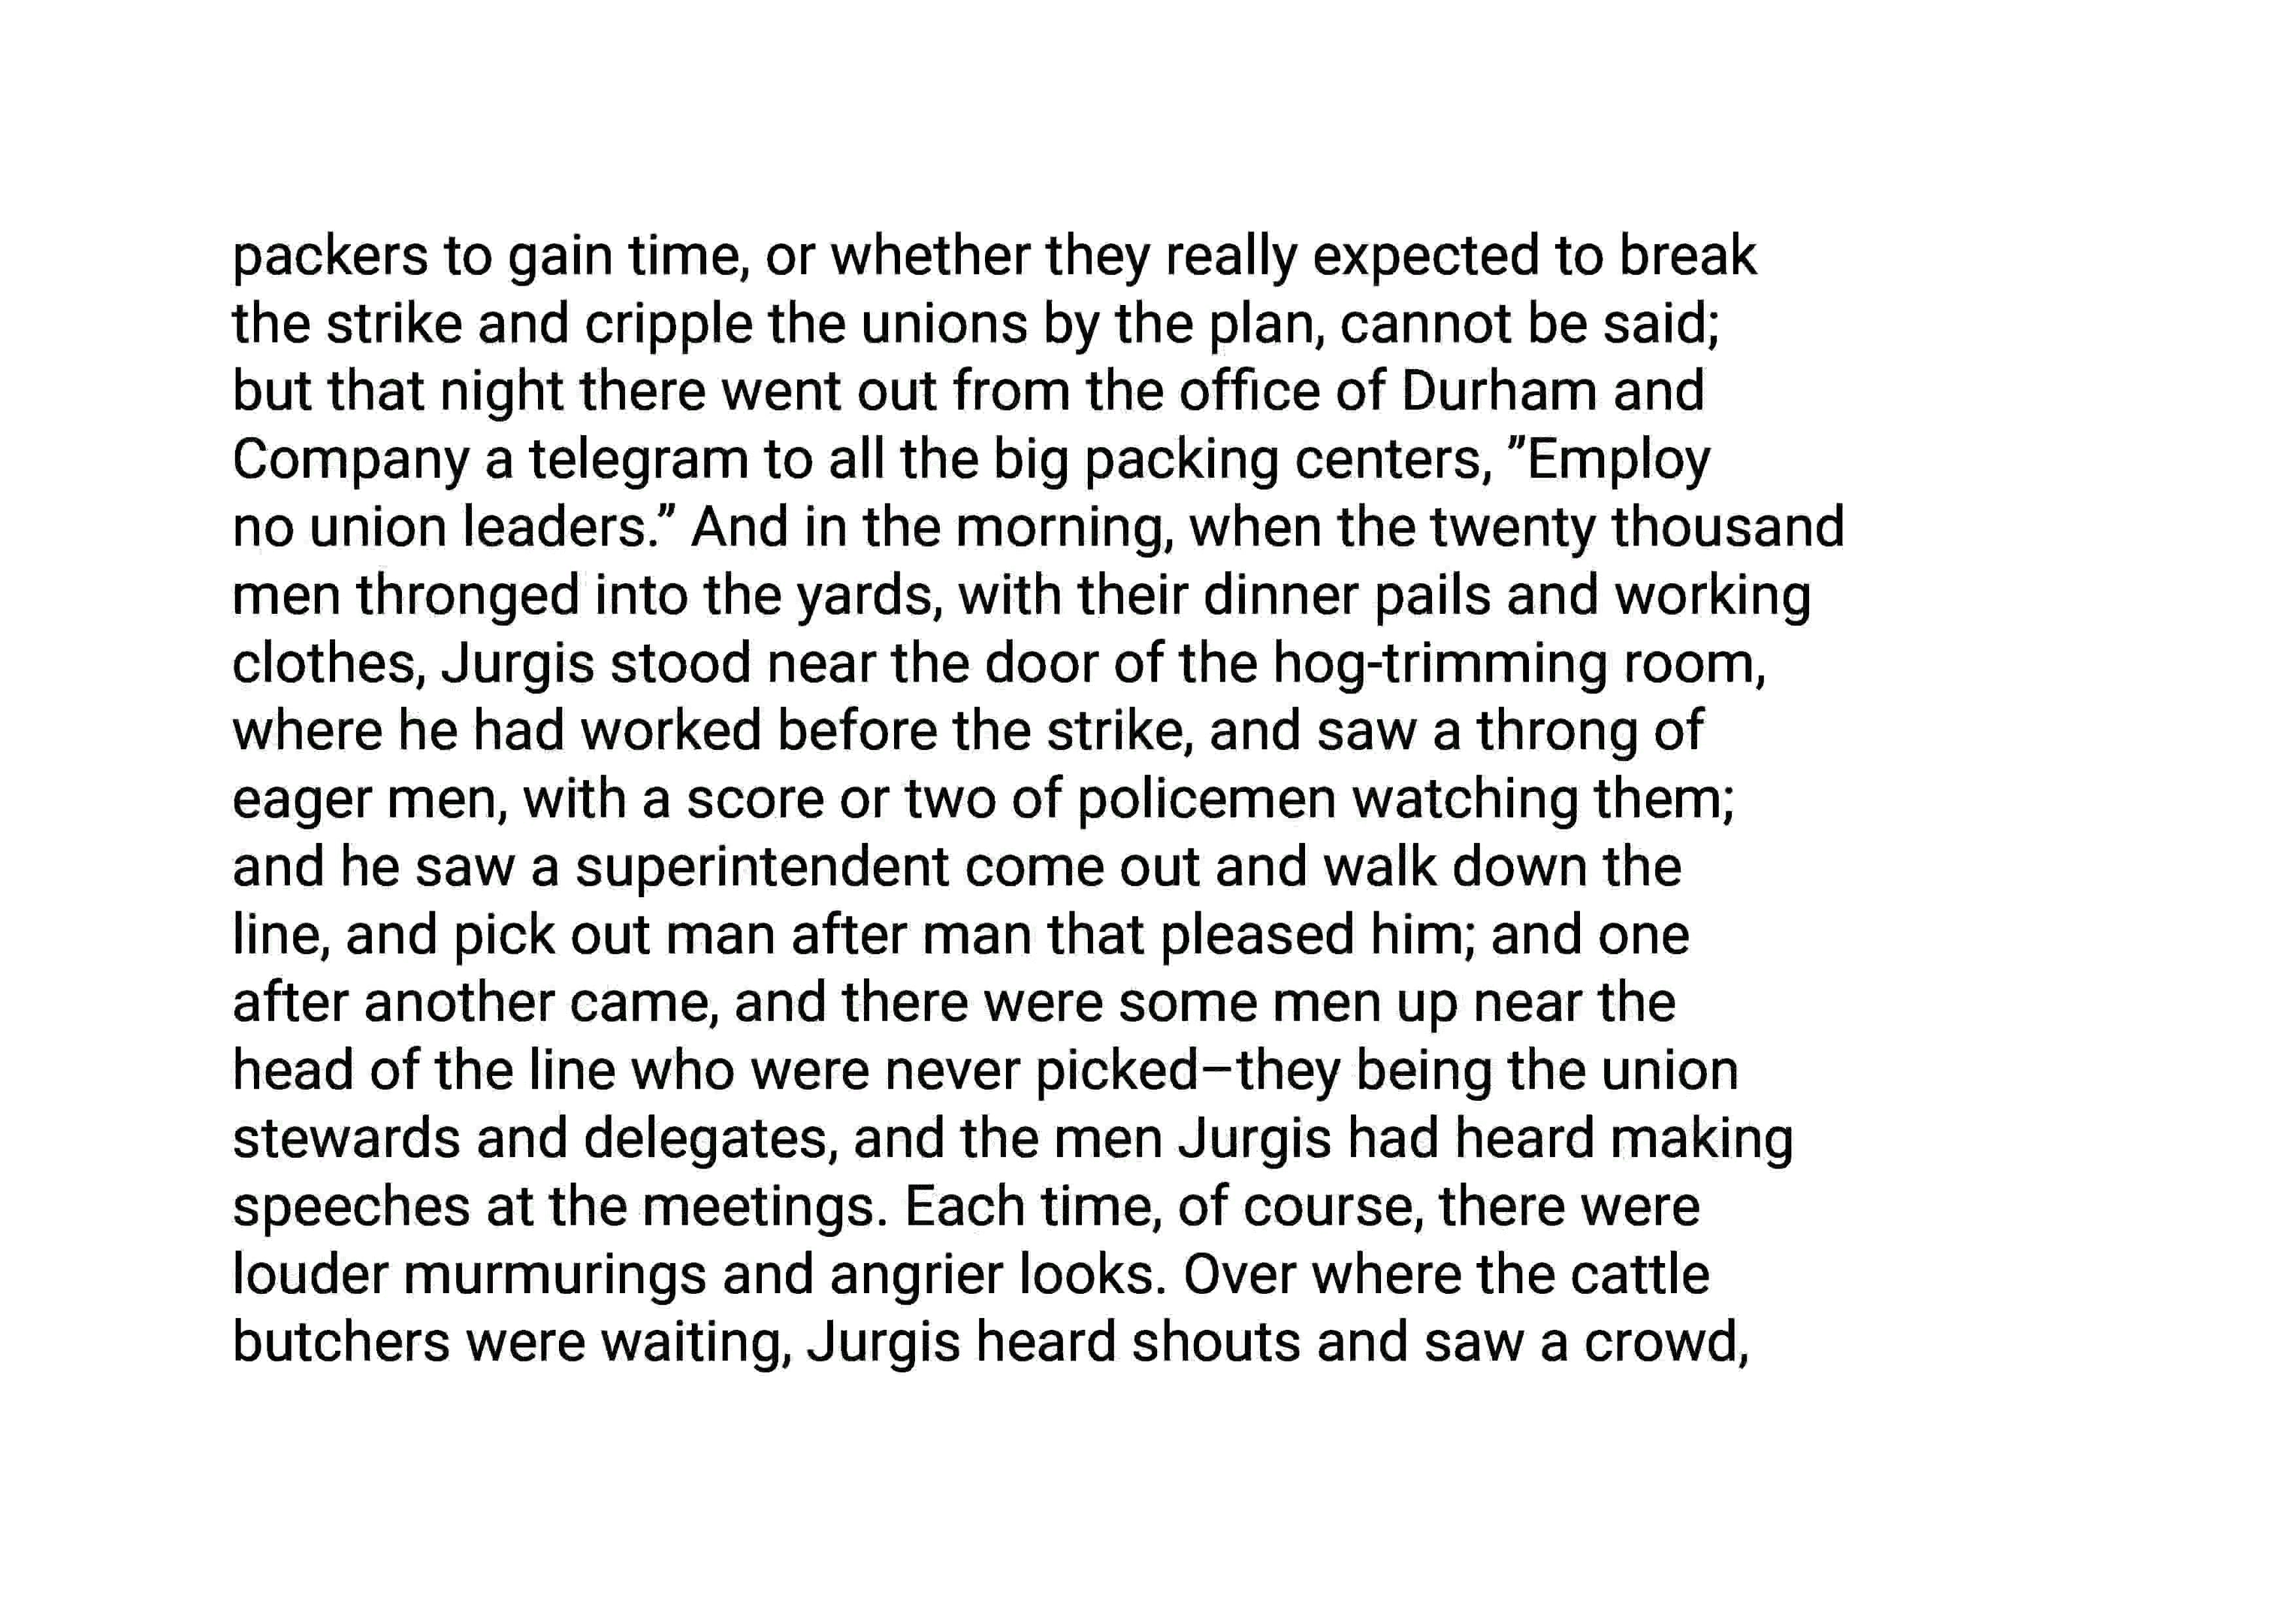 packers to gain time, or whether they really expected to break
the strike and cripple the unions by the plan, cannot be said;
but that night there went out from the office of Durham and
Company a telegram to all the big packing centers, ”Employ
no union leaders.” And in the morning, when the twenty thousand
men thronged into the yards, with their dinner pails and working
clothes, Jurgis stood near the door of the hog-trimming room,
where he had worked before the strike, and saw a throng of
eager men, with a score or two of policemen watching them;
and he saw a superintendent come out and walk down the
line, and pick out man after man that pleased him; and one
after another came, and there were some men up near the
head of the line who were never picked–they being the union
stewards and delegates, and the men Jurgis had heard making
speeches at the meetings. Each time, of course, there were
louder murmurings and angrier looks. Over where the cattle
butchers were waiting, Jurgis heard shouts and saw a crowd,